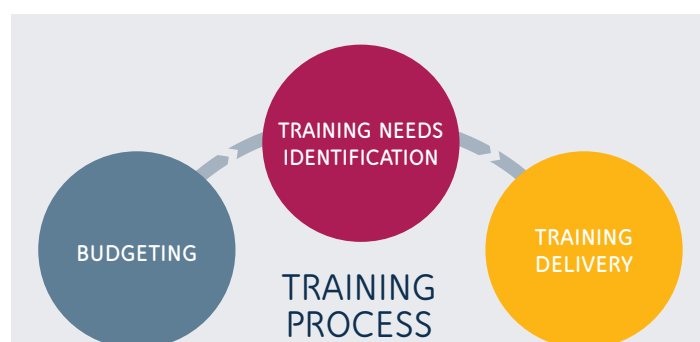 TRAINING NEEDS
IDENTIFICATION
BUDGETING
TRAINING
DELIVERY
TRAINING
PROCESS